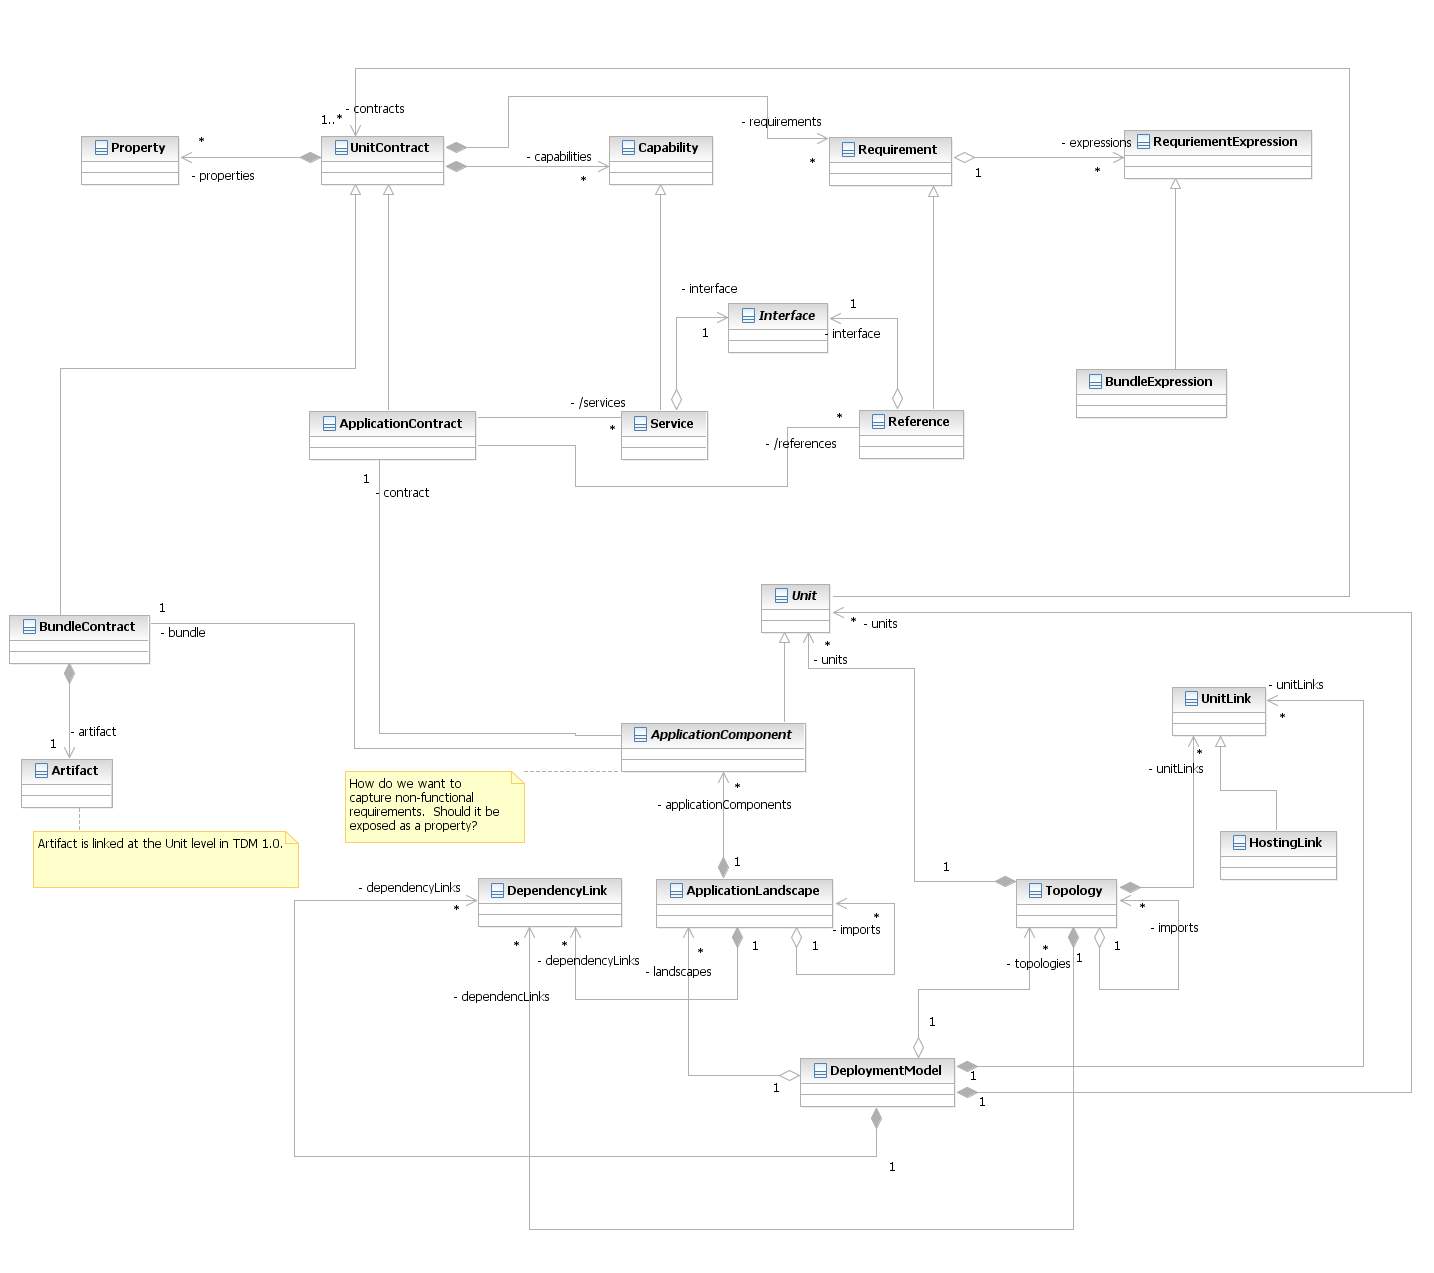 - contracts
1..*
Property
*
- properties
UnitContract
- capabilities
*
Capability
- requirements
*
Requirement
1
- expressions
*
RequriementExpression
- interface
1
Interface
1
- interface
BundleExpression
ApplicationContract
- /services
*
Service
*
- /references
Reference
1
- contract
Unit
* - units
*
- units
BundleContract
1
- bundle
- artifact
1
Artifact
Artifact is linked at the Unit level in TDM 1.0.
ApplicationComponent
How do we want to
capture non-functional
requirements. Should it be
exposed as a property?
*
- applicationComponents
1
UnitLink
- unitLinks
*
*
- unitLinks
HostingLink
- dependencyLinks
*
DependencyLink
ApplicationLandscape
*
- imports
1
1
1
Topology
*
- imports
1
1
*
*
- dependencyLinks
- dependencLinks
*
- landscapes
*
- topologies
1
DeploymentModel
1
1
1
1